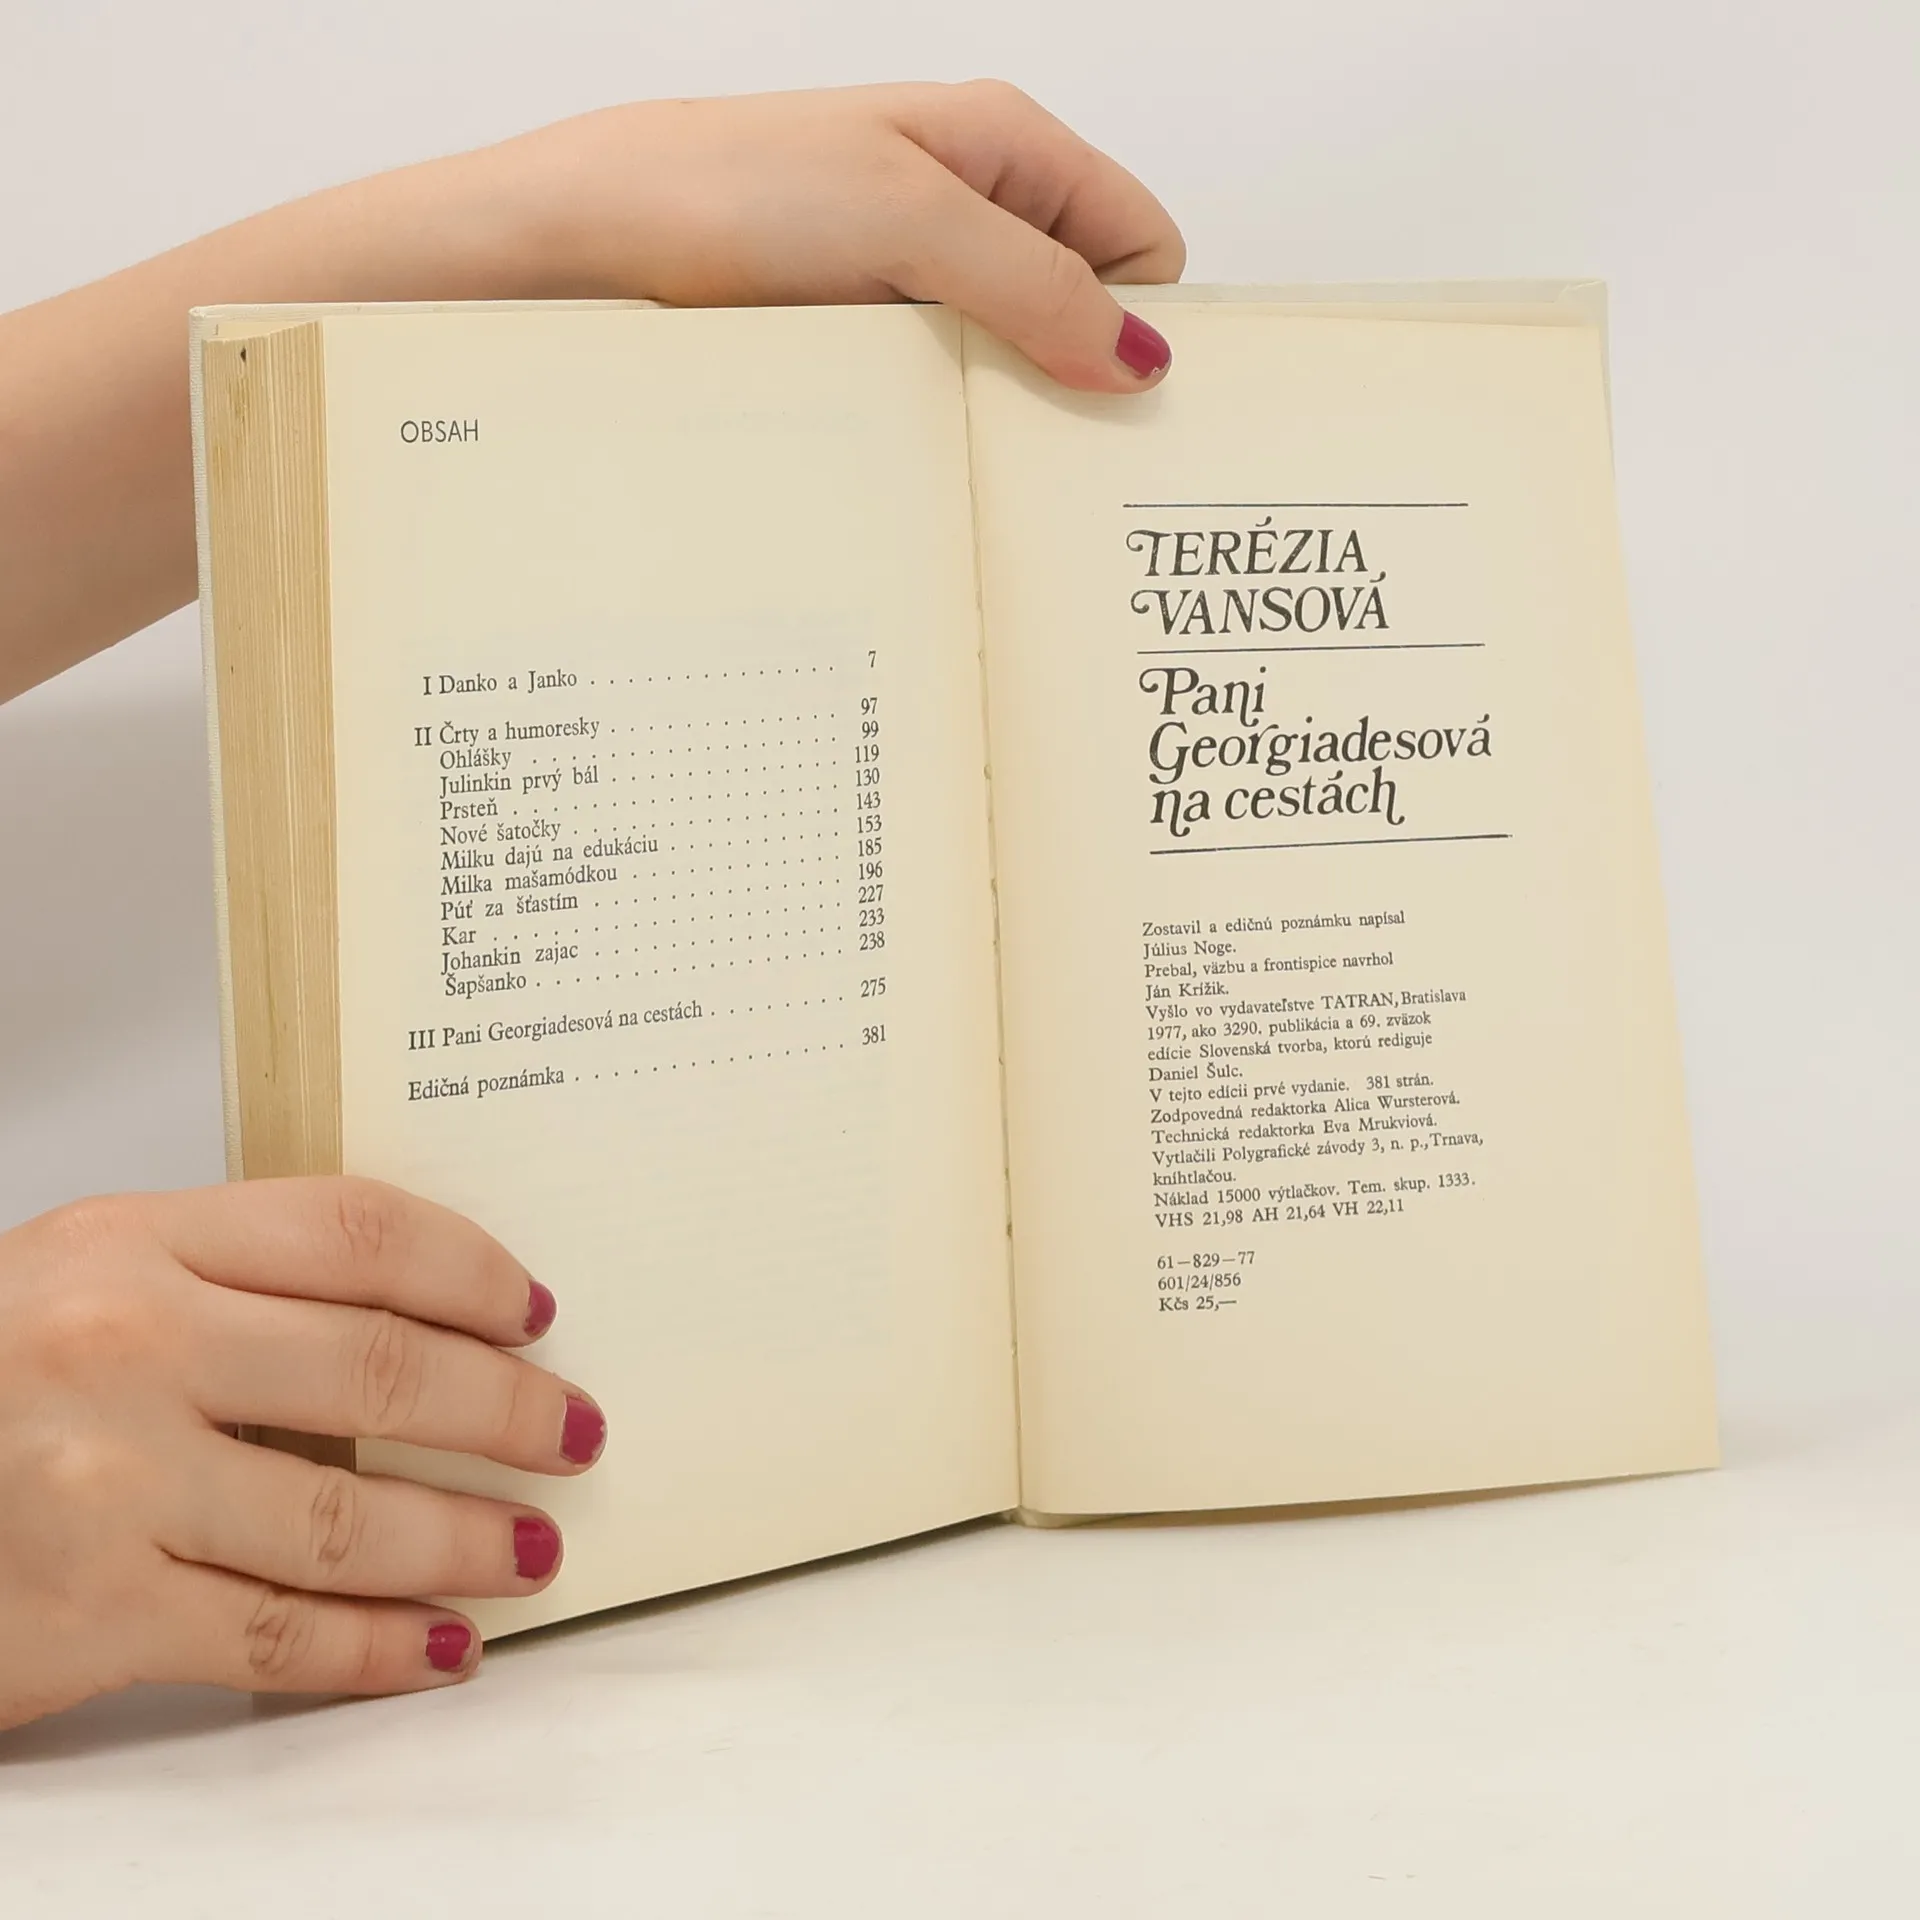 OBSAH
I Danko a Janko . . . . . . . . . . . . . 7
II Črty a humoresky . . . . . . . . . . . . 97
Ohlášky . . . . . . . . . . . . . . 99
Julinkin prvý bál . . . . . . . . . . . . 119
Prsteň . . . . . . . . . . . . . . . 130
Nové šatočky . . . . . . . . . . . . . 143
Milku dajú na edukáciu . . . . . . . . . 153
Milka mašamódkou . . . . . . . . . . . 185
Púť za šťastím . . . . . . . . . . . . 196
Kar . . . . . . . . . . . . . . . . 227
Johankin zajac . . . . . . . . . . . . 233
Šapšanko . . . . . . . . . . . . . . 238
III Pani Georgiadesová na cestách . . . . . . . 275
Edičná poznámka . . . . . . . . . . . . . 381
TERÉZIA
VANSOVÁ
Pani
Georgiadesová
na cestách
Zostavil a edičnú poznámku napísal
Július Noge.
Prebal, väzbu a frontispice navrhol
Ján Krížik.
Vyšlo vo vydavateľstve TATRAN, Bratislava
1977, ako 3290. publikácia a 69. zväzok
edície Slovenská tvorba, ktorú rediguje
Daniel Šulc.
V tejto edícii prvé vydanie. 381 strán.
Zodpovedná redaktorka Alica Wursterová.
Technická redaktorka Eva Mrukviová.
Vytlačili Polygrafické závody 3, n. p., Trnava,
kníhtlačou.
Náklad 15000 výtlačkov. Tem. skup. 1333.
VHS 21,98 AH 21,64 VH 22,11
61—829—77
601/24/856
Kčs 25,—